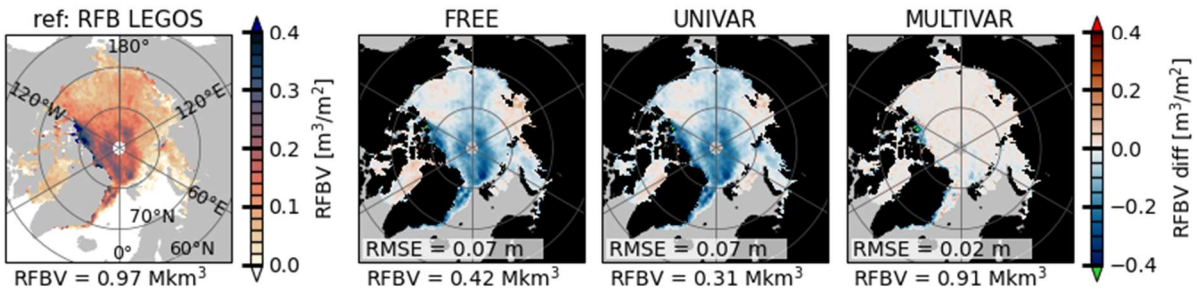 ref: RFB LEGOS
FREE
UNIVAR
MULTIVAR
180°
120°W
120°E
60°E
70°N
0°
60°N
0.4
0.3
0.2
0.1
0.0
RFBV [m³/m²]
RMSE = 0.07 m
RMSE = 0.07 m
RMSE = 0.02 m
0.4
0.2
0.0
−0.2
−0.4
RFBV diff [m³/m²]
RFBV = 0.97 Mkm³
RFBV = 0.42 Mkm³
RFBV = 0.31 Mkm³
RFBV = 0.91 Mkm³